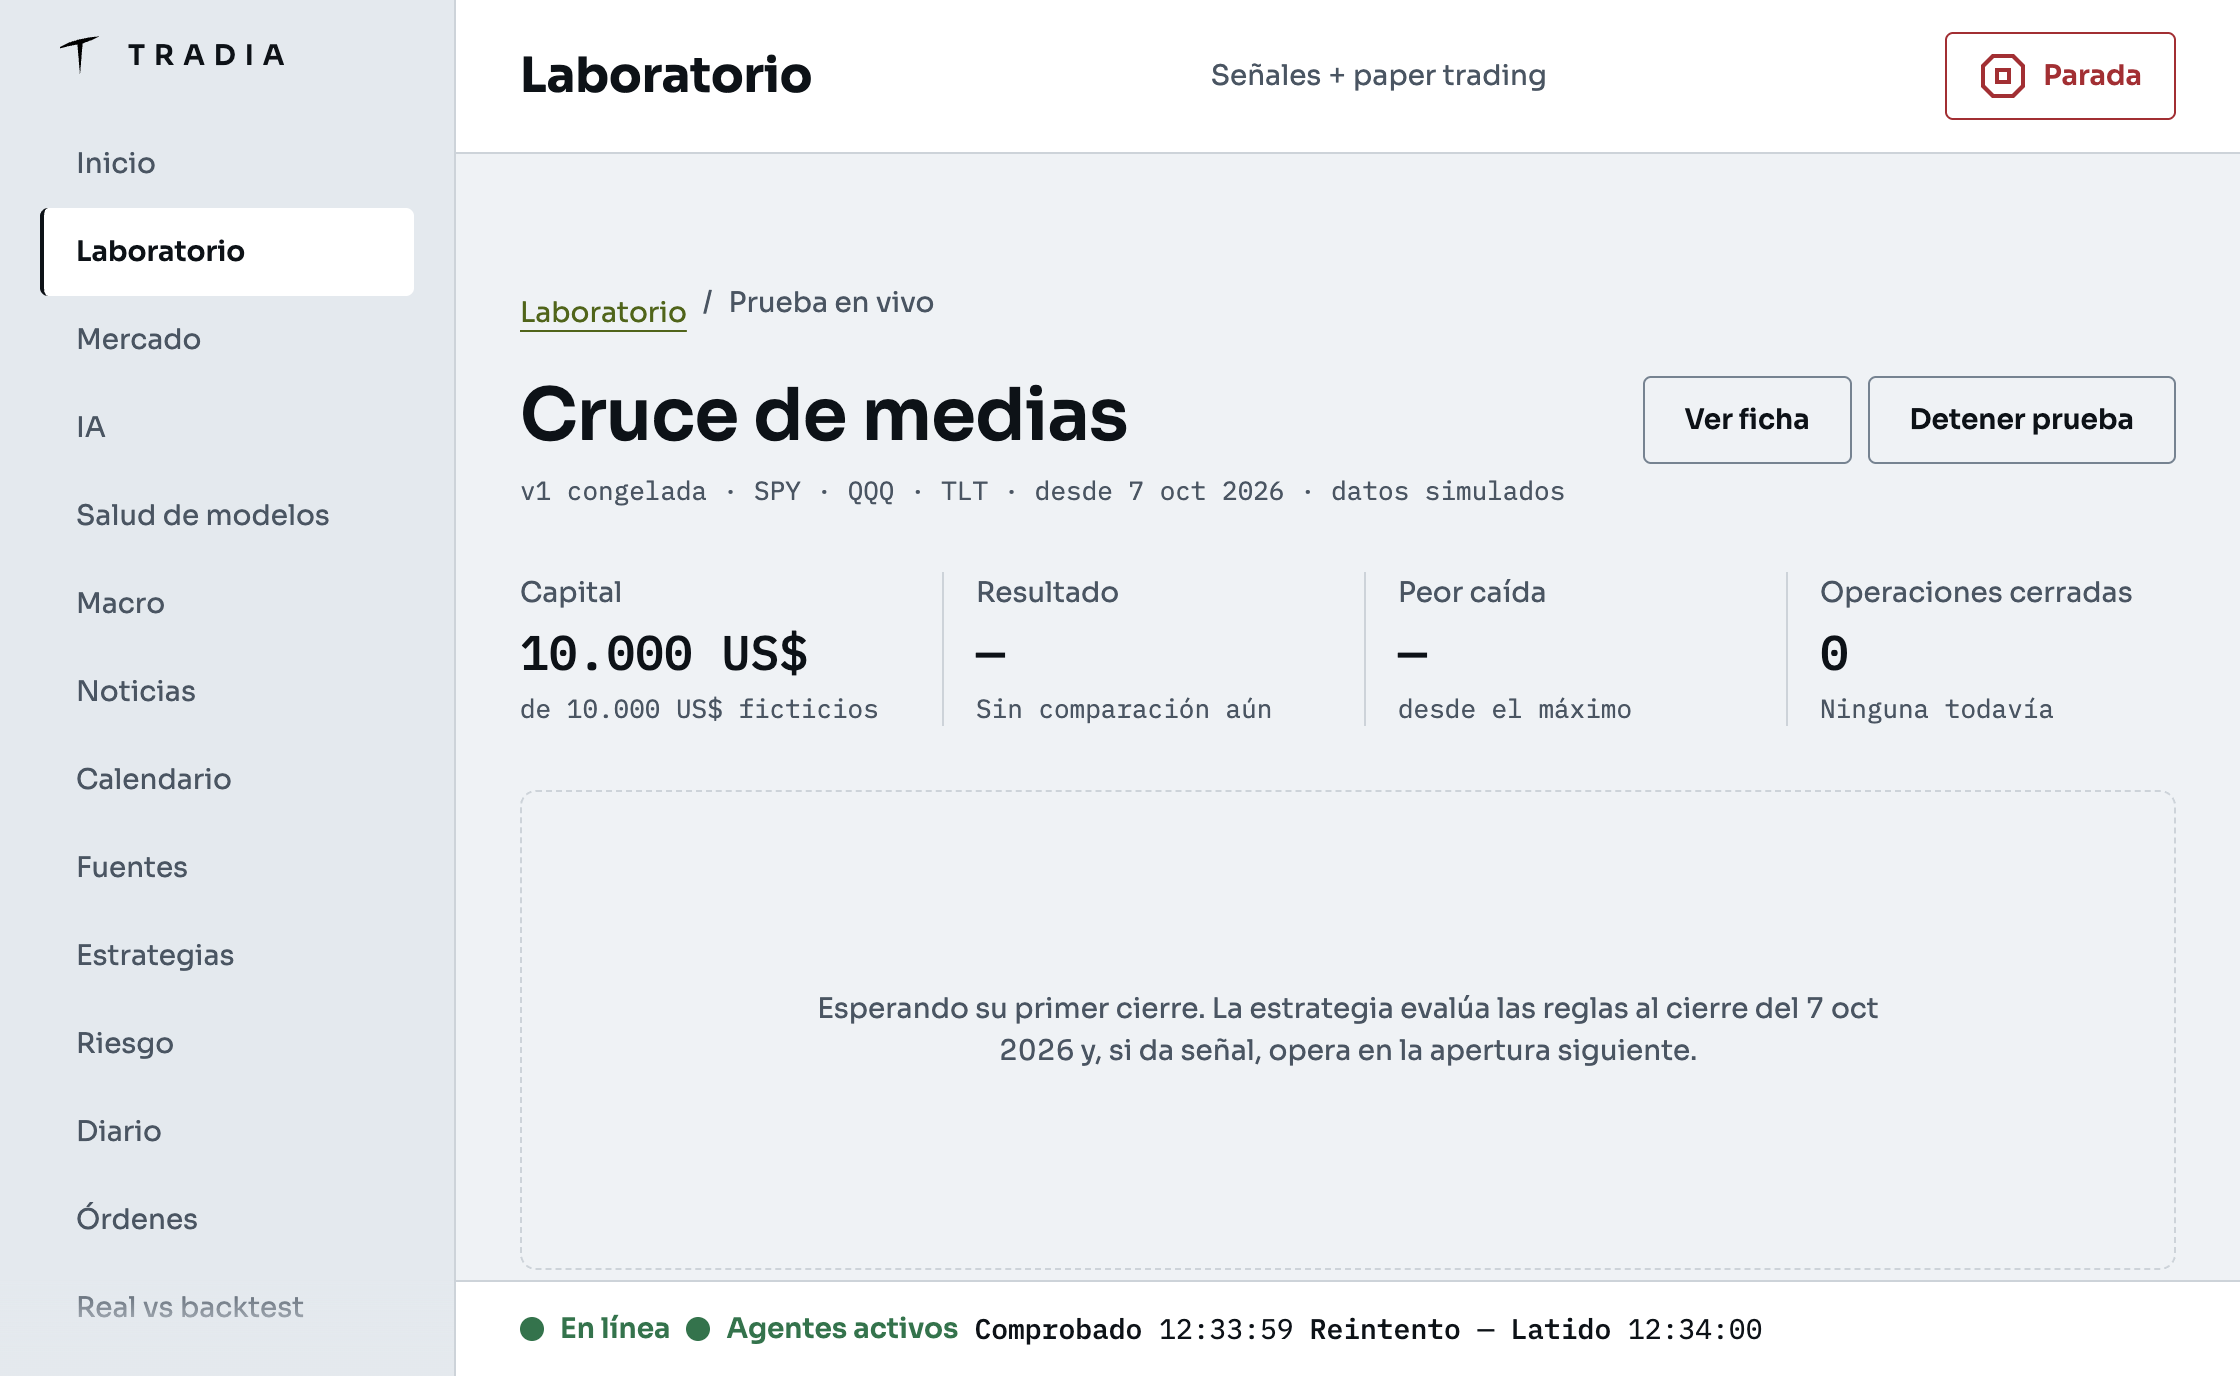 TRADIA
Inicio
Laboratorio
Mercado
IA
Salud de modelos
Macro
Noticias
Calendario
Fuentes
Estrategias
Riesgo
Diario
Órdenes
Real vs backtest
Laboratorio
Señales + paper trading
Parada
Laboratorio / Prueba en vivo
Cruce de medias
Ver ficha
Detener prueba
v1 congelada · SPY · QQQ · TLT · desde 7 oct 2026 · datos simulados
Capital
10.000 US$
de 10.000 US$ ficticios
Resultado
—
Sin comparación aún
Peor caída
—
desde el máximo
Operaciones cerradas
0
Ninguna todavía
Esperando su primer cierre. La estrategia evalúa las reglas al cierre del 7 oct
2026 y, si da señal, opera en la apertura siguiente.
En línea Agentes activos Comprobado 12:33:59 Reintento — Latido 12:34:00